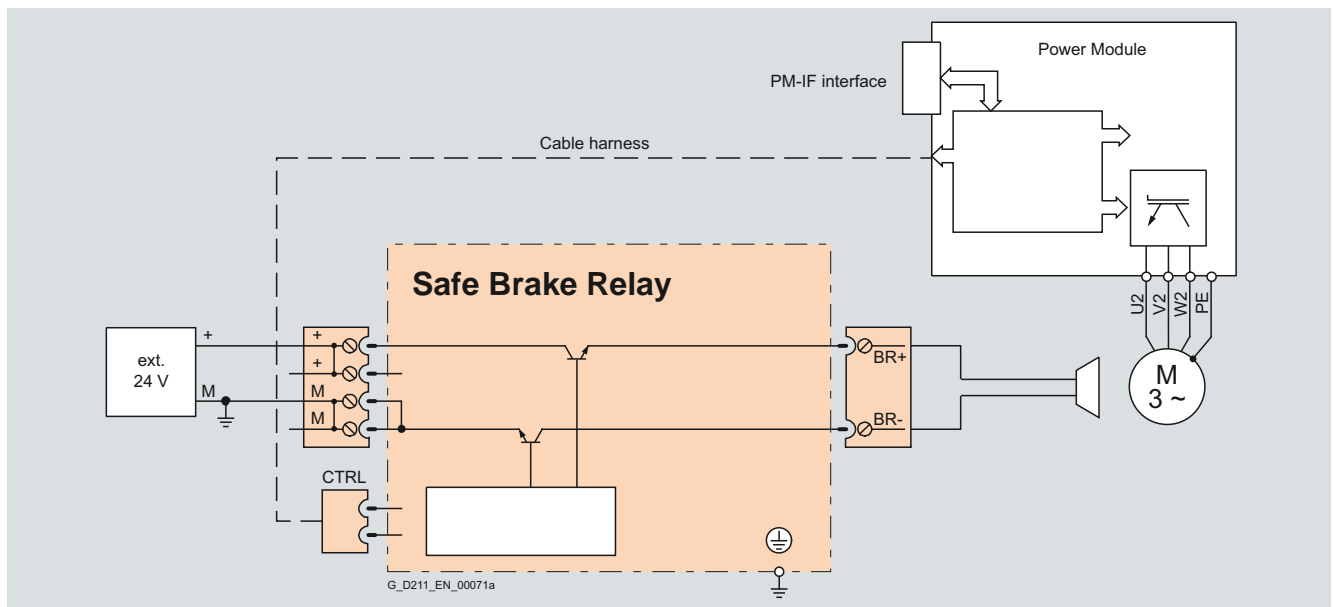 Power Module
PM-IF interface
Cable harness
Safe Brake Relay
U2
V2
W2
PE
ext.
24 V
+
M
+
+
M
M
BR+
BR-
M
3 ~
CTRL
G_D211_EN_00071a